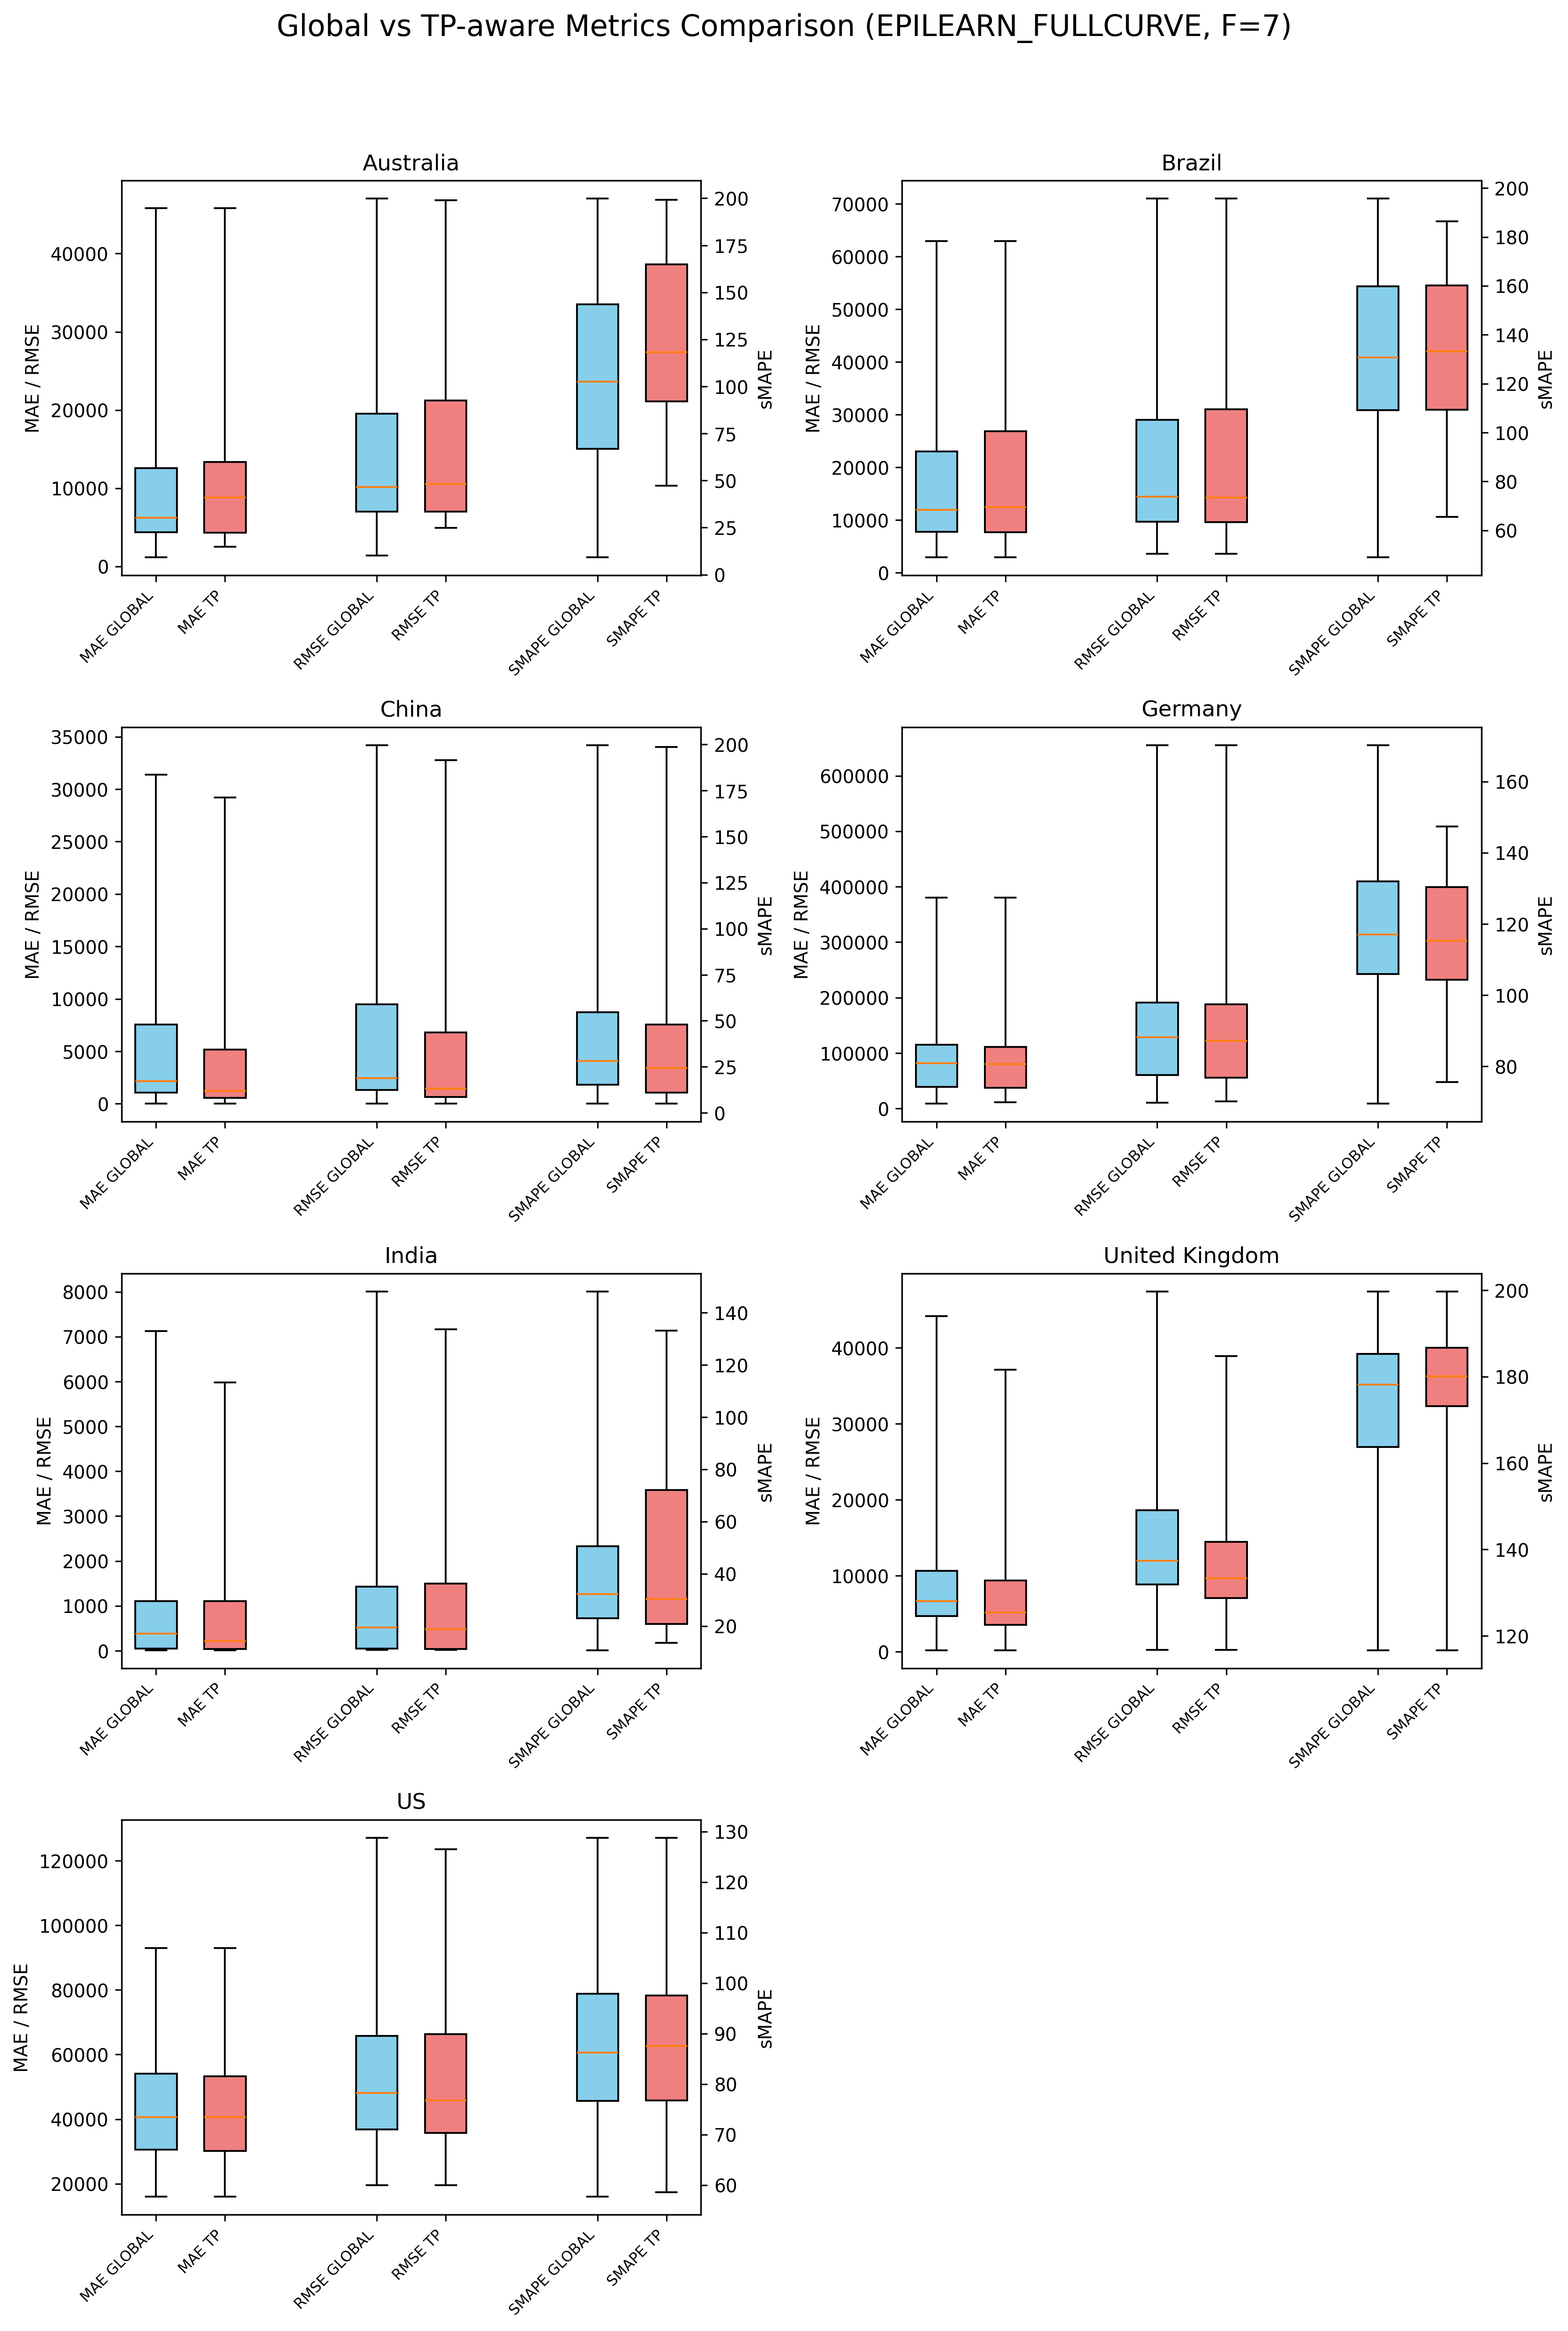 Global vs TP-aware Metrics Comparison (EPILEARN_FULLCURVE, F=7)
Australia
MAE / RMSE
40000
30000
20000
10000
0
sMAPE
200
175
150
125
100
75
50
25
0
MAE GLOBAL
MAE TP
RMSE GLOBAL
RMSE TP
SMAPE GLOBAL
SMAPE TP
Brazil
MAE / RMSE
70000
60000
50000
40000
30000
20000
10000
0
sMAPE
200
180
160
140
120
100
80
60
MAE GLOBAL
MAE TP
RMSE GLOBAL
RMSE TP
SMAPE GLOBAL
SMAPE TP
China
MAE / RMSE
35000
30000
25000
20000
15000
10000
5000
0
sMAPE
200
175
150
125
100
75
50
25
0
MAE GLOBAL
MAE TP
RMSE GLOBAL
RMSE TP
SMAPE GLOBAL
SMAPE TP
Germany
MAE / RMSE
600000
500000
400000
300000
200000
100000
0
sMAPE
160
140
120
100
80
MAE GLOBAL
MAE TP
RMSE GLOBAL
RMSE TP
SMAPE GLOBAL
SMAPE TP
India
MAE / RMSE
8000
7000
6000
5000
4000
3000
2000
1000
0
sMAPE
140
120
100
80
60
40
20
MAE GLOBAL
MAE TP
RMSE GLOBAL
RMSE TP
SMAPE GLOBAL
SMAPE TP
United Kingdom
MAE / RMSE
40000
30000
20000
10000
0
sMAPE
200
180
160
140
120
MAE GLOBAL
MAE TP
RMSE GLOBAL
RMSE TP
SMAPE GLOBAL
SMAPE TP
US
MAE / RMSE
120000
100000
80000
60000
40000
20000
sMAPE
130
120
110
100
90
80
70
60
MAE GLOBAL
MAE TP
RMSE GLOBAL
RMSE TP
SMAPE GLOBAL
SMAPE TP